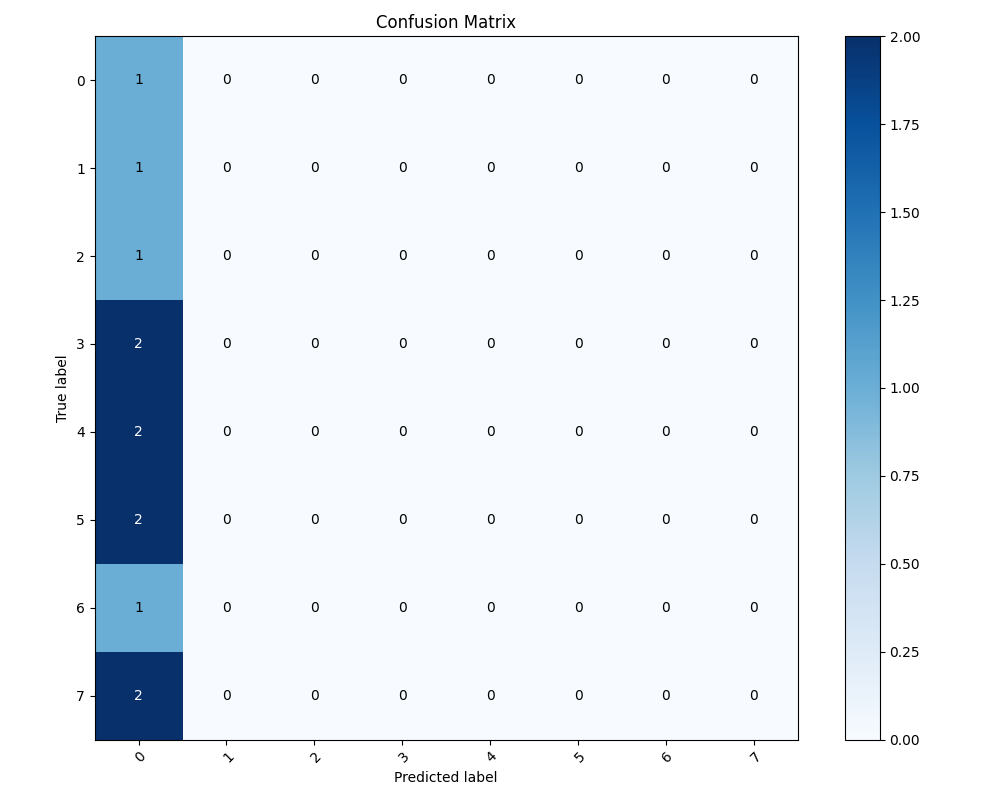 Confusion Matrix
0 1 0 0 0 0 0 0 0
1 1 0 0 0 0 0 0 0
2 1 0 0 0 0 0 0 0
3 2 0 0 0 0 0 0 0
4 2 0 0 0 0 0 0 0
5 2 0 0 0 0 0 0 0
6 1 0 0 0 0 0 0 0
7 2 0 0 0 0 0 0 0
0 1 2 3 4 5 6 7
True label
Predicted label
2.00
1.75
1.50
1.25
1.00
0.75
0.50
0.25
0.00